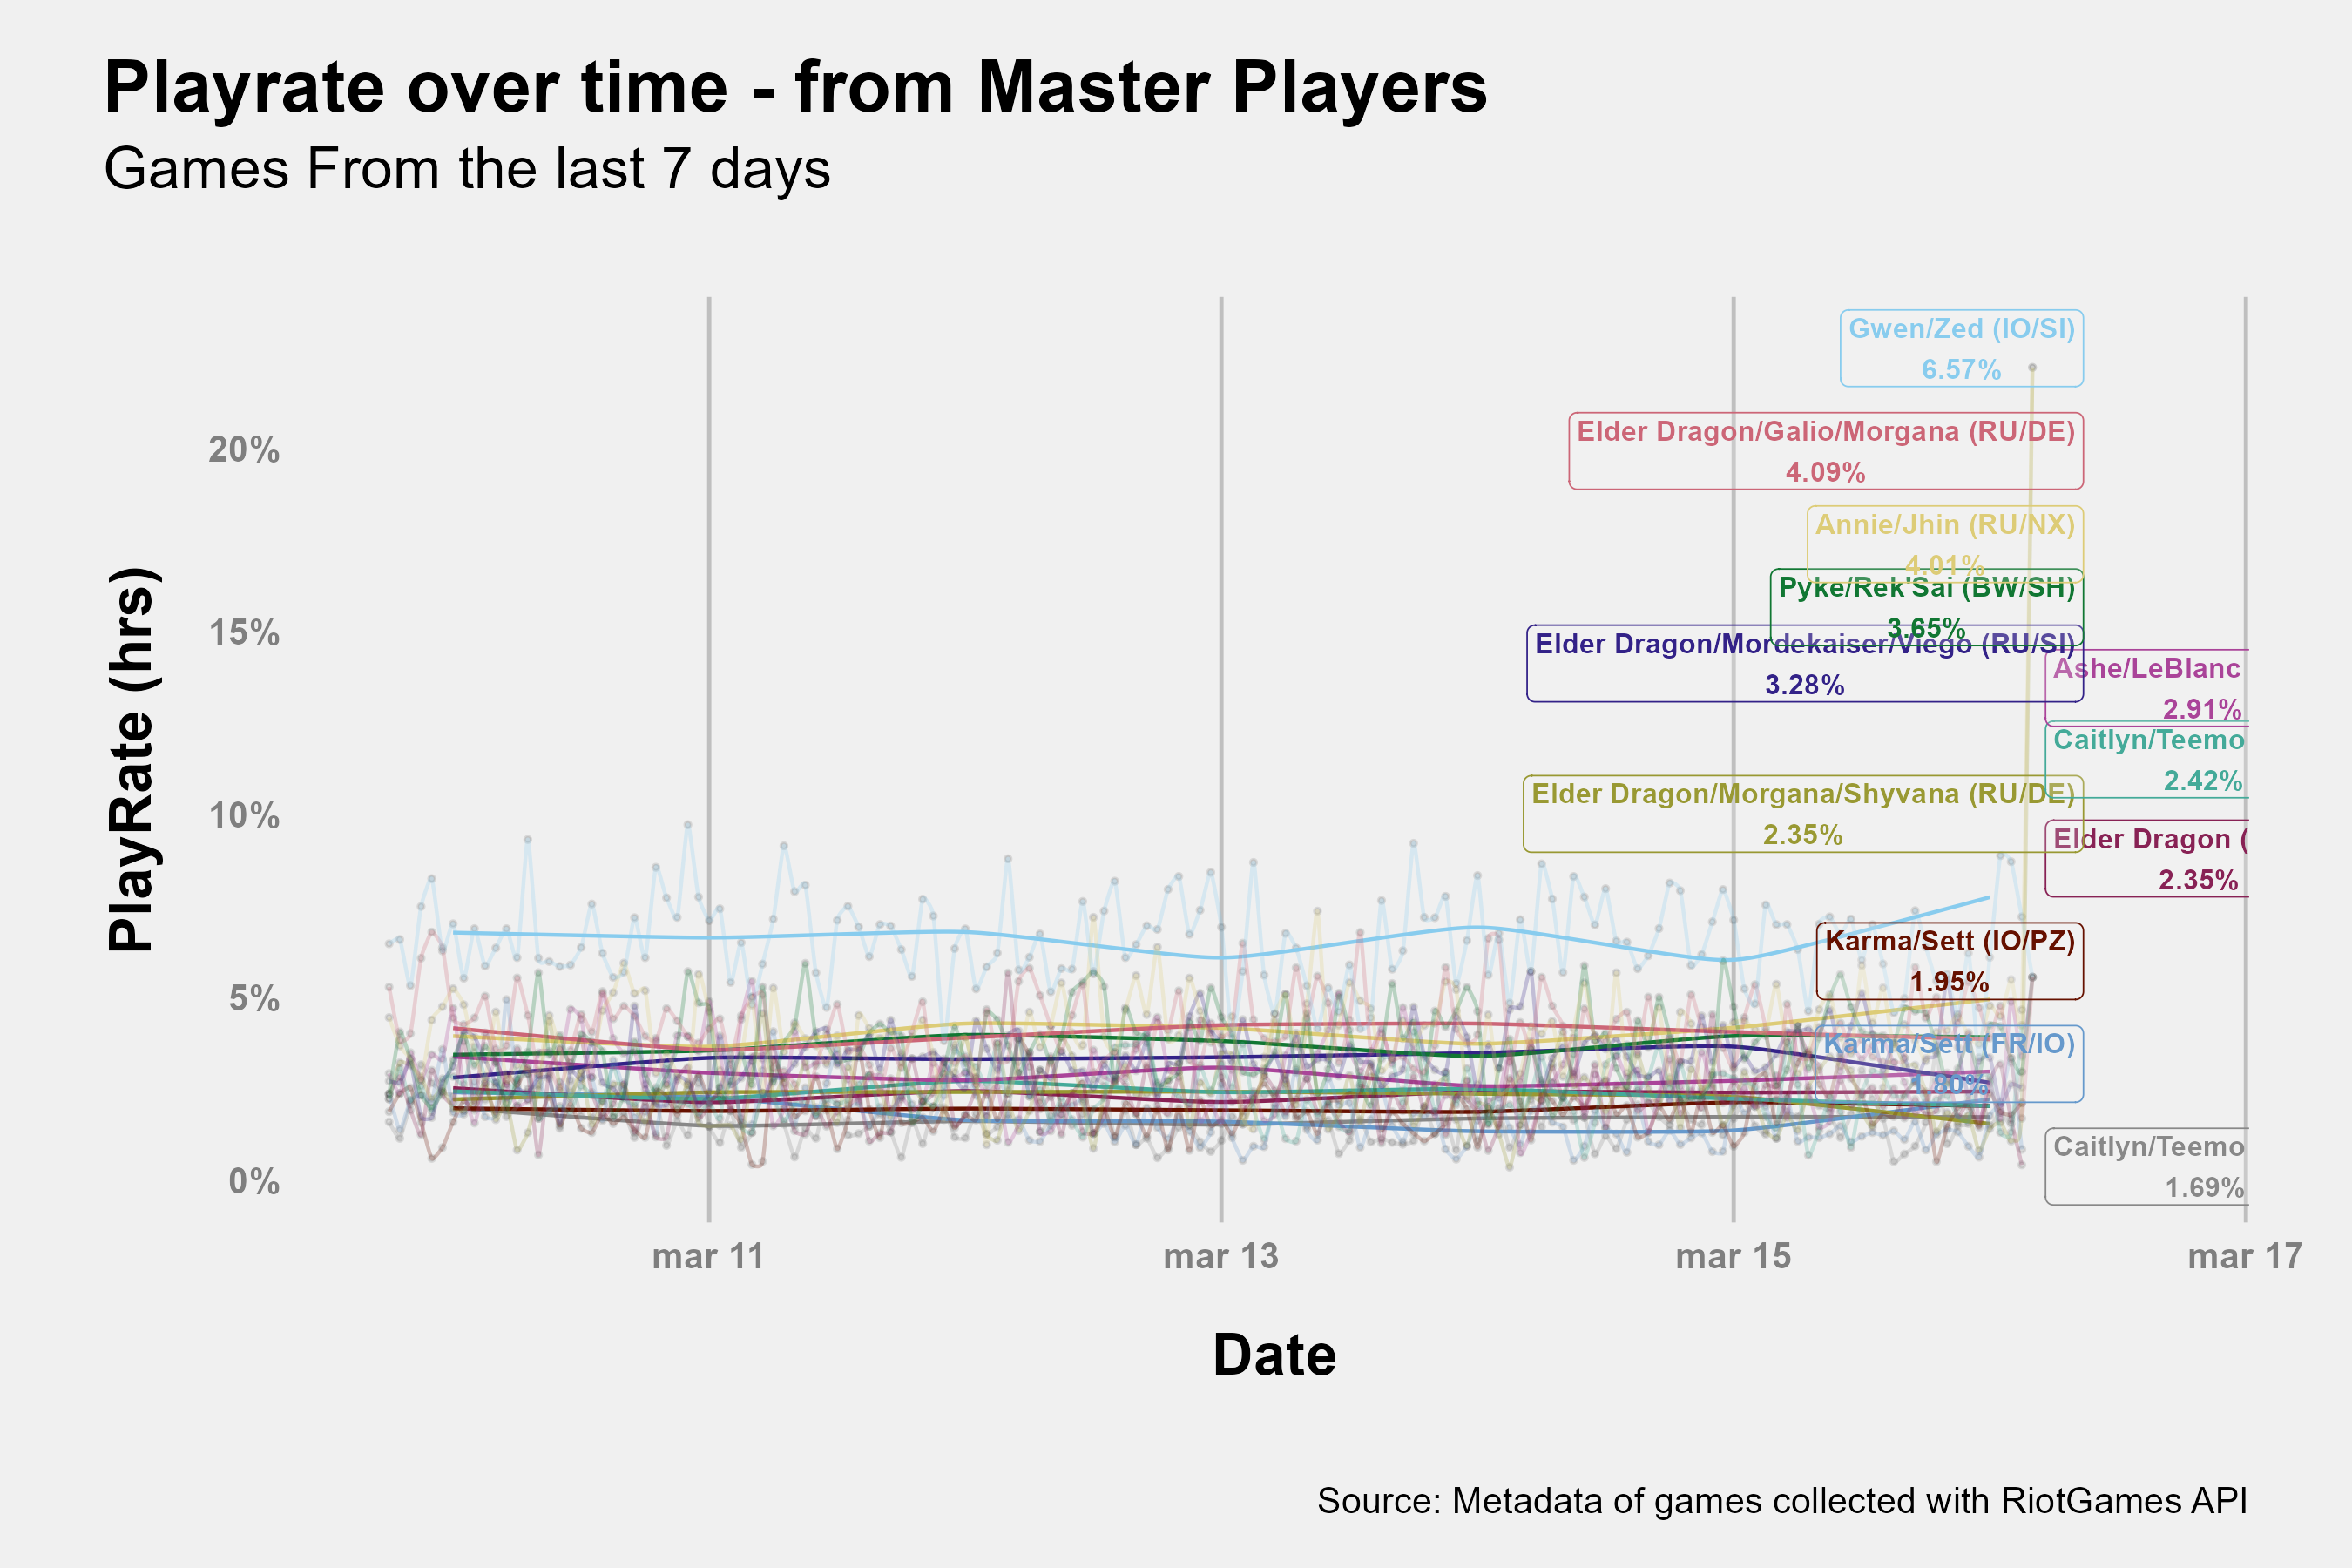 Playrate over time - from Master Players
Games From the last 7 days
PlayRate (hrs)
20%
15%
10%
5%
0%
Gwen/Zed (IO/SI)
6.57%
Elder Dragon/Galio/Morgana (RU/DE)
4.09%
Annie/Jhin (RU/NX)
4.01%
Pyke/Rek'Sai (BW/SH)
3.65%
Elder Dragon/Mordekaiser/Viego (RU/SI)
3.28%
Ashe/LeBlanc
2.91%
Caitlyn/Teemo
2.42%
Elder Dragon/Morgana/Shyvana (RU/DE)
2.35%
Elder Dragon (
2.35%
Karma/Sett (IO/PZ)
1.95%
Karma/Sett (FR/IO)
1.80%
Caitlyn/Teemo
1.69%
mar 11
mar 13
mar 15
mar 17
Date
Source: Metadata of games collected with RiotGames API